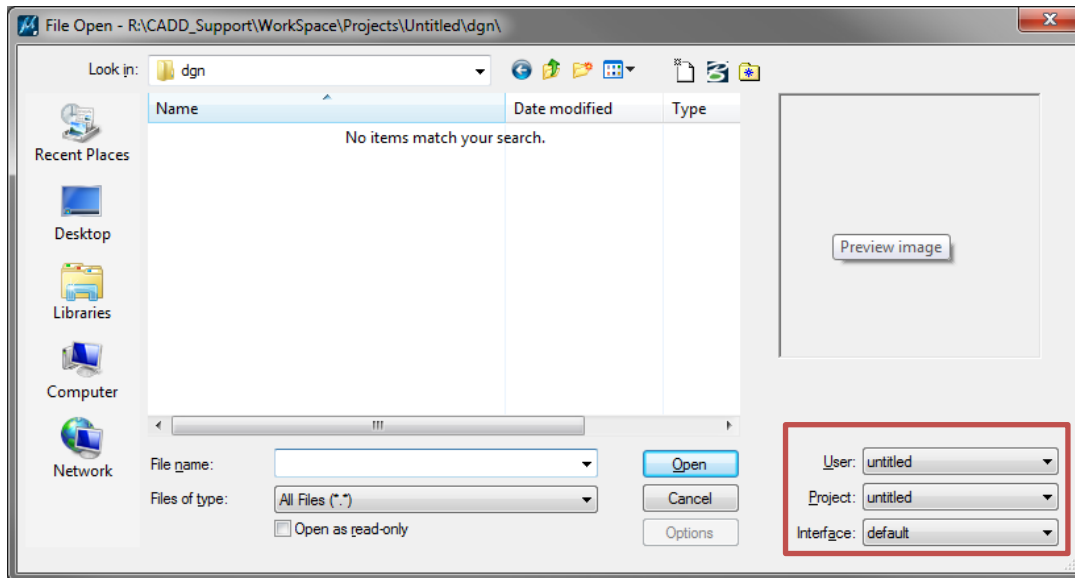 File Open - R:\CADD_Support\WorkSpace\Projects\Untitled\dgn\
Look in: dgn
Name Date modified Type
No items match your search.
Recent Places
Desktop
Libraries
Computer
Network
Preview image
File name: Open
Files of type: All Files (*.*) Cancel
Open as read-only Options
User: untitled
Project: untitled
Interface: default